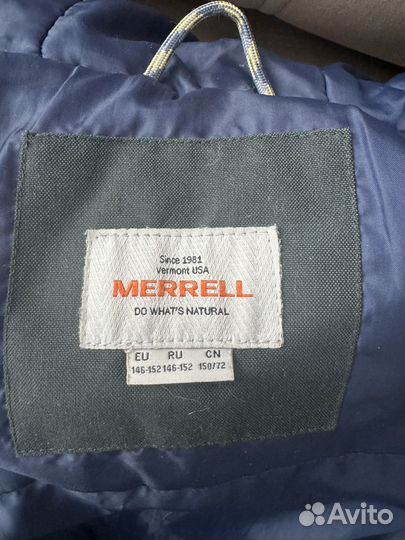 Since 1981
Vermont USA
MERRELL
DO WHAT'S NATURAL
EU RU CN
146-152 146-152 150/72
Avito